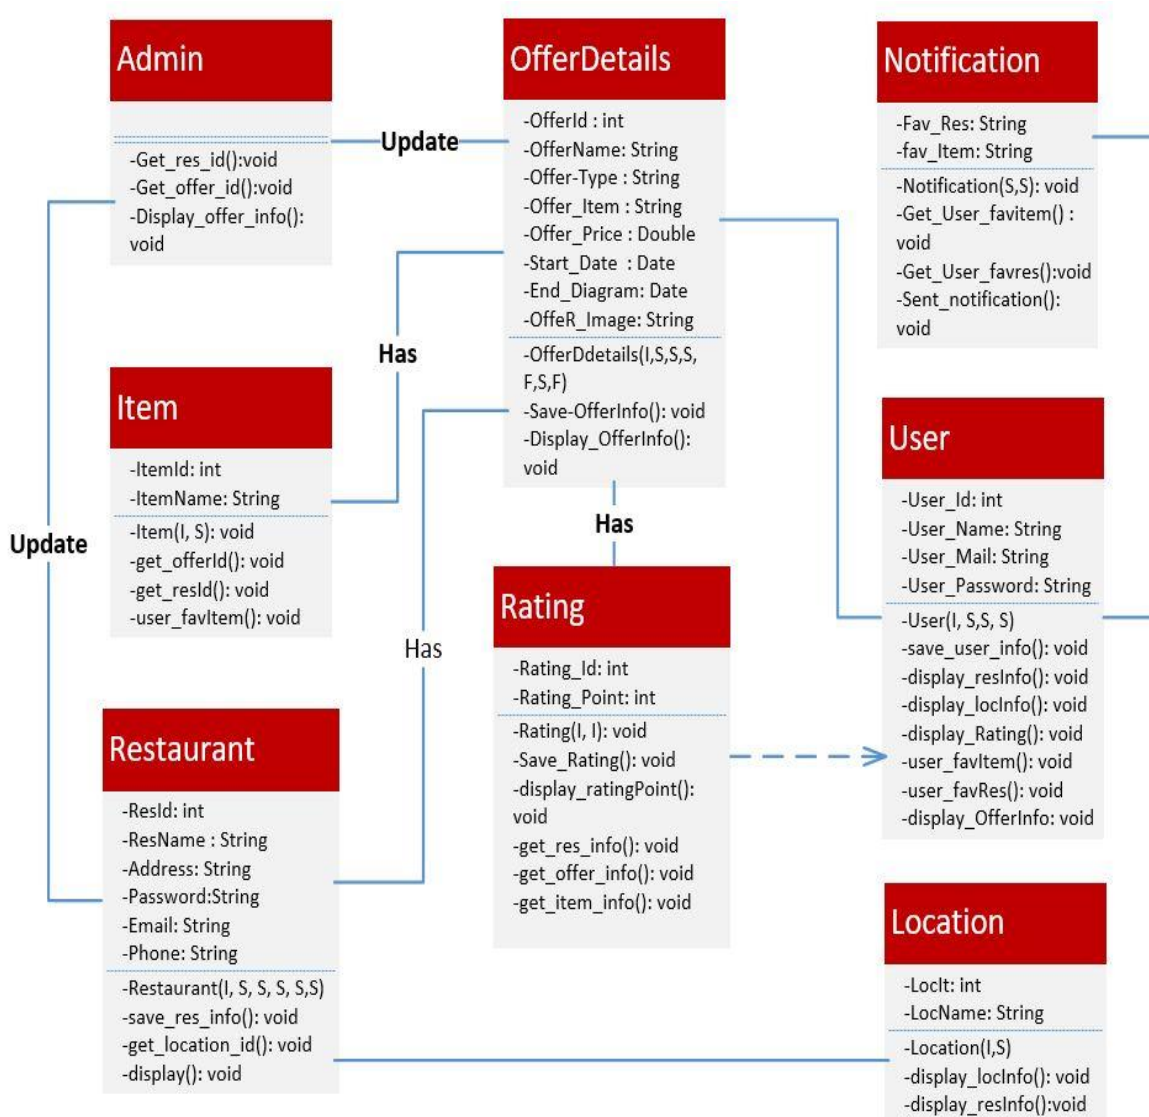 Admin
-Get_res_id():void
-Get_offer_id():void
-Display_offer_info():
void
Update
OfferDetails
-OfferId : int
-OfferName: String
-Offer-Type : String
-Offer_Item : String
-Offer_Price : Double
-Start_Date : Date
-End_Diagram: Date
-OffeR_Image: String
-OfferDdetails(I,S,S,S,
F,S,F)
-Save-OfferInfo(): void
-Display_OfferInfo():
void
Notification
-Fav_Res: String
-fav_Item: String
-Notification(S,S): void
-Get_User_favitem() :
void
-Get_User_favres():void
-Sent_notification():
void
Has
Item
-ItemId: int
-ItemName: String
-Item(I, S): void
-get_offerId(): void
-get_resId(): void
-user_favItem(): void
Update
Has
Has
User
-User_Id: int
-User_Name: String
-User_Mail: String
-User_Password: String
-User(I, S,S, S)
-save_user_info(): void
-display_resInfo(): void
-display_locInfo(): void
-display_Rating(): void
-user_favItem(): void
-user_favRes(): void
-display_OfferInfo: void
Rating
-Rating_Id: int
-Rating_Point: int
-Rating(I, I): void
-Save_Rating(): void
-display_ratingPoint():
void
-get_res_info(): void
-get_offer_info(): void
-get_item_info(): void
Restaurant
-ResId: int
-ResName : String
-Address: String
-Password:String
-Email: String
-Phone: String
-Restaurant(I, S, S, S, S,S)
-save_res_info(): void
-get_location_id(): void
-display(): void
Location
-LocIt: int
-LocName: String
-Location(I,S)
-display_locInfo(): void
-display_resInfo():void